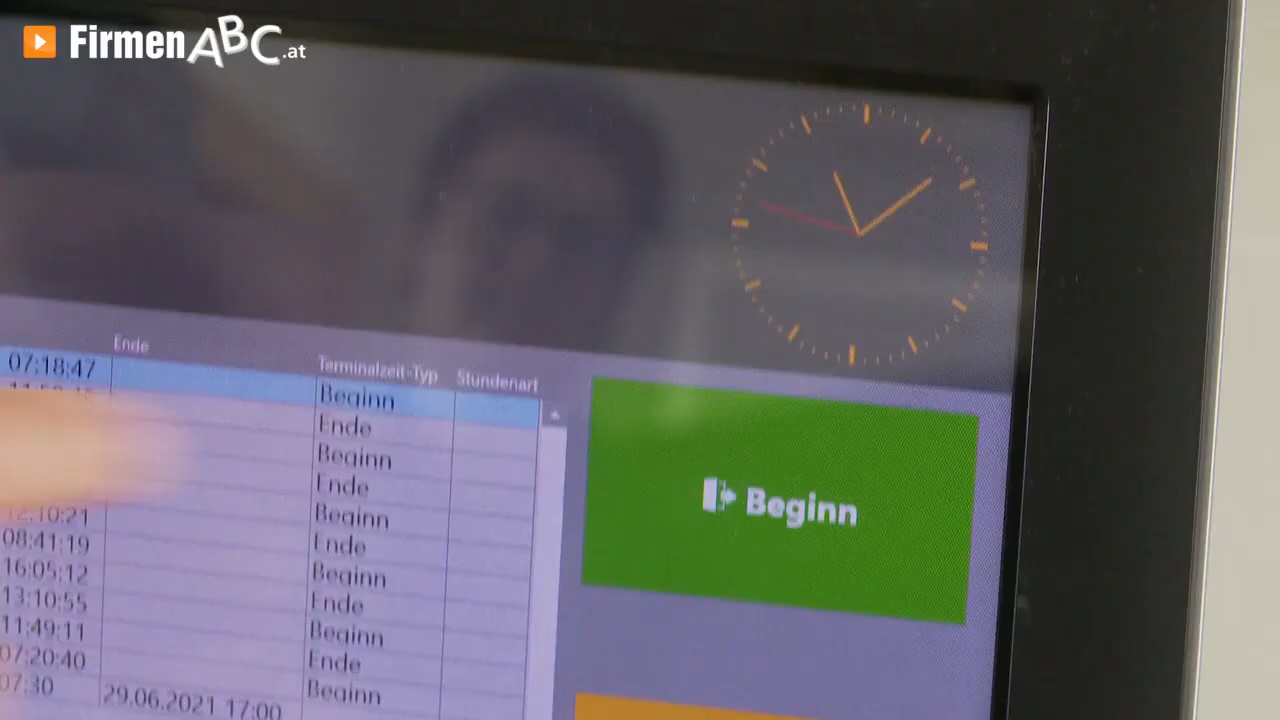 FirmenABC.at
Ende
Terminalzeit-Typ
Stundenart
07:18:47
Beginn
Ende
Beginn
Ende
12:10:21
Beginn
08:41:19
Ende
16:05:12
Beginn
13:10:55
Ende
11:49:11
Beginn
07:20:40
Ende
07:30
29.06.2021 17:00
Beginn
Beginn